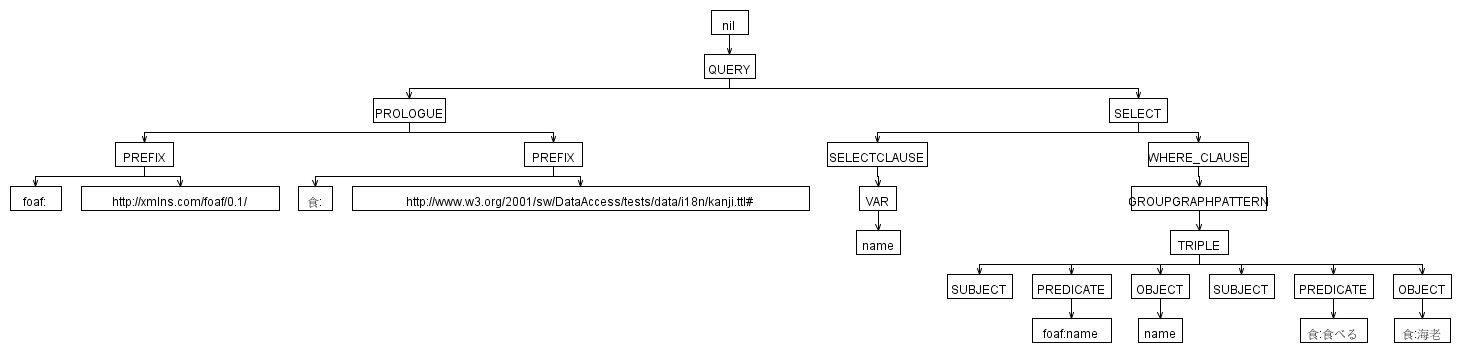 nil
QUERY
PROLOGUE SELECT
PREFIX PREFIX SELECTCLAUSE WHERE_CLAUSE
foaf: http://xmlns.com/foaf/0.1/ 食: http://www.w3.org/2001/sw/DataAccess/tests/data/i18n/kanji.ttl# VAR GROUPGRAPHPATTERN
name TRIPLE
SUBJECT PREDICATE OBJECT SUBJECT PREDICATE OBJECT
foaf:name name 食:食べる 食:海老